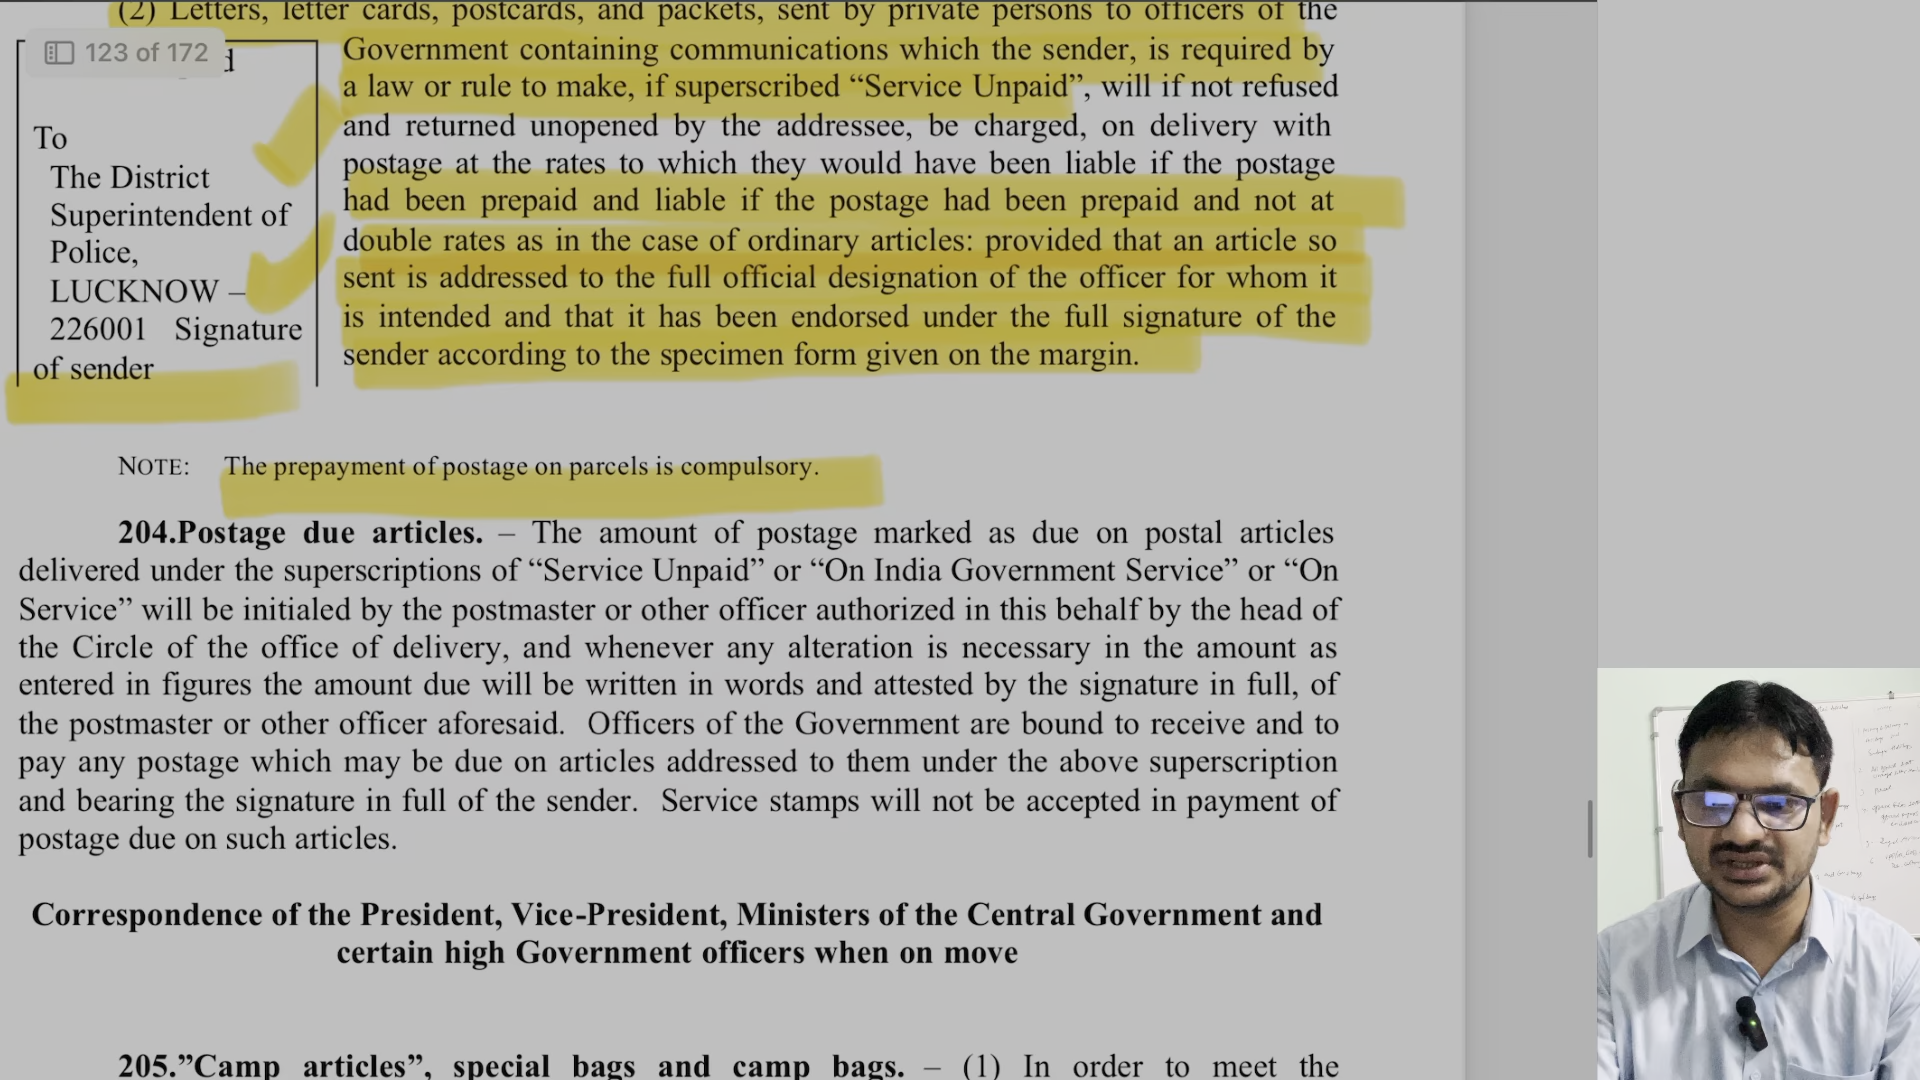 (2) Letters, letter cards, postcards, and packets, sent by private persons to officers of the
123 of 172
d
Government containing communications which the sender, is required by
a law or rule to make, if superscribed “Service Unpaid”, will if not refused
and returned unopened by the addressee, be charged, on delivery with
postage at the rates to which they would have been liable if the postage
had been prepaid and liable if the postage had been prepaid and not at
double rates as in the case of ordinary articles: provided that an article so
sent is addressed to the full official designation of the officer for whom it
is intended and that it has been endorsed under the full signature of the
sender according to the specimen form given on the margin.
To
The District
Superintendent of
Police,
LUCKNOW –
226001 Signature
of sender
NOTE: The prepayment of postage on parcels is compulsory.
204.Postage due articles. – The amount of postage marked as due on postal articles
delivered under the superscriptions of “Service Unpaid” or “On India Government Service” or “On
Service” will be initialed by the postmaster or other officer authorized in this behalf by the head of
the Circle of the office of delivery, and whenever any alteration is necessary in the amount as
entered in figures the amount due will be written in words and attested by the signature in full, of
the postmaster or other officer aforesaid. Officers of the Government are bound to receive and to
pay any postage which may be due on articles addressed to them under the above superscription
and bearing the signature in full of the sender. Service stamps will not be accepted in payment of
postage due on such articles.
Correspondence of the President, Vice-President, Ministers of the Central Government and
certain high Government officers when on move
205.”Camp articles”, special bags and camp bags. – (1) In order to meet the